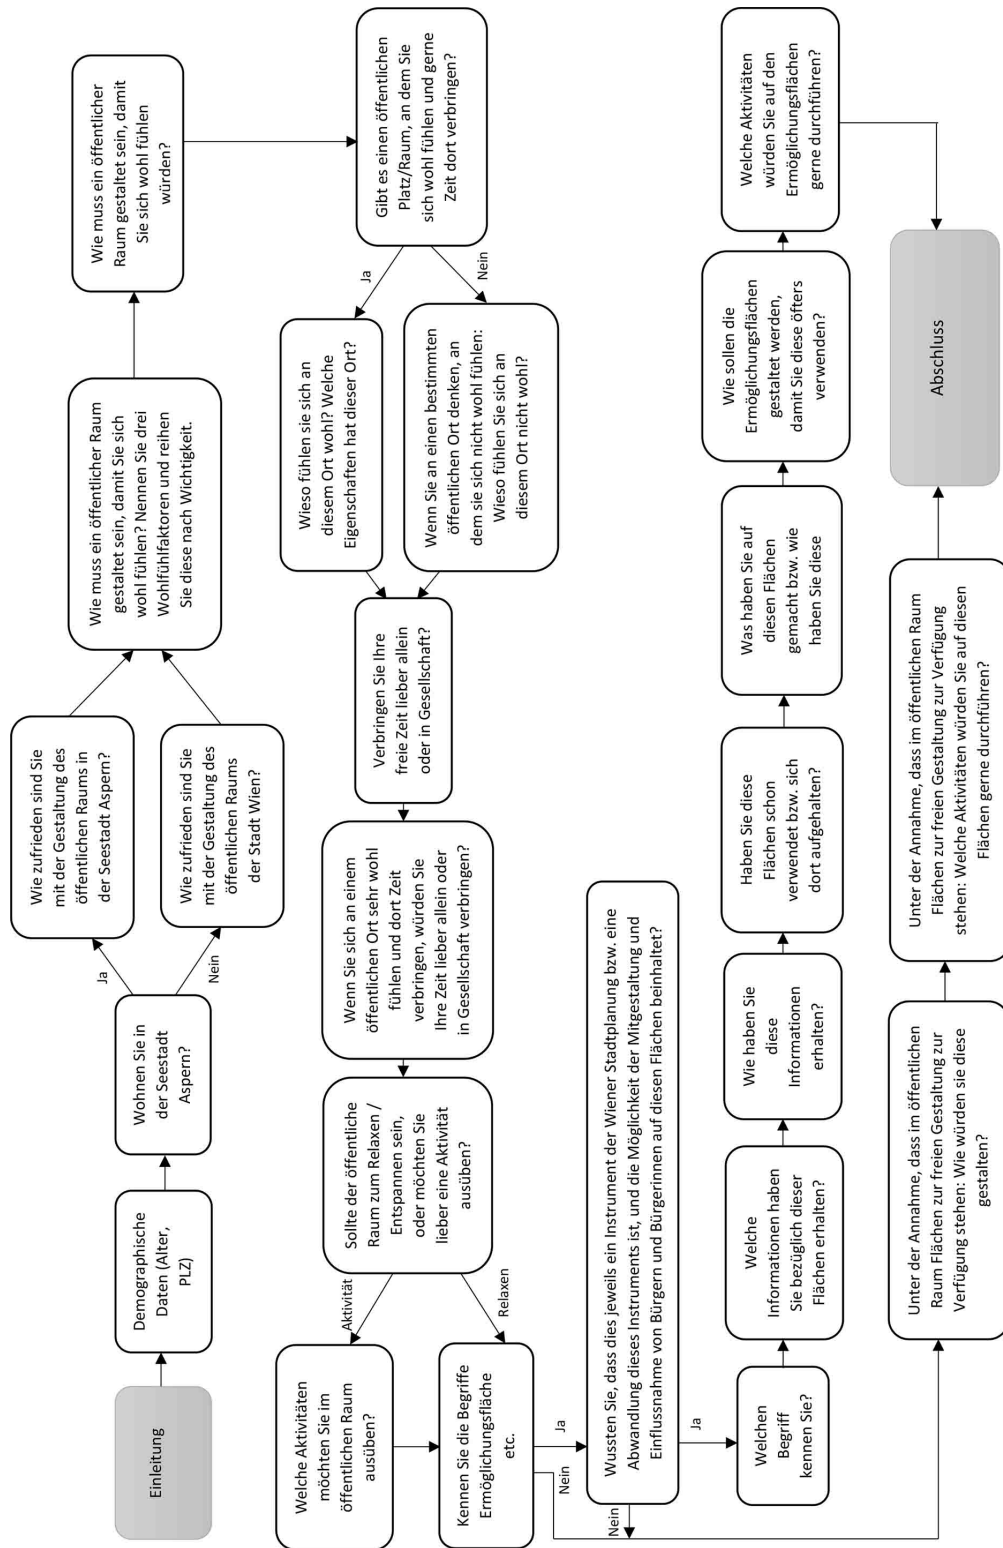 Einleitung
Demographische
Daten (Alter,
PLZ)
Wohnen Sie in
der Seestadt
Aspern?
Ja
Nein
Wie zufrieden sind Sie
mit der Gestaltung des
öffentlichen Raums in
der Seestadt Aspern?
Wie zufrieden sind Sie
mit der Gestaltung des
öffentlichen Raums
der Stadt Wien?
Wie muss ein öffentlicher Raum
gestaltet sein, damit Sie sich
wohl fühlen? Nennen Sie drei
Wohlfühlfaktoren und reihen
Sie diese nach Wichtigkeit.
Wie muss ein öffentlicher
Raum gestaltet sein, damit
Sie sich wohl fühlen
würden?
Gibt es einen öffentlichen
Platz/Raum, an dem Sie
sich wohl fühlen und gerne
Zeit dort verbringen?
Ja
Nein
Wieso fühlen sie sich an
diesem Ort wohl? Welche
Eigenschaften hat dieser Ort?
Wenn Sie an einen bestimmten
öffentlichen Ort denken, an
dem sie sich nicht wohl fühlen:
Wieso fühlen Sie sich an
diesem Ort nicht wohl?
Verbringen Sie Ihre
freie Zeit lieber allein
oder in Gesellschaft?
Wenn Sie sich an einem
öffentlichen Ort sehr wohl
fühlen und dort Zeit
verbringen, würden Sie
Ihre Zeit lieber allein oder
in Gesellschaft verbringen?
Sollte der öffentliche
Raum zum Relaxen /
Entspannen sein,
oder möchten Sie
lieber eine Aktivität
ausüben?
Aktivität
Relaxen
Welche Aktivitäten
möchten Sie im
öffentlichen Raum
ausüben?
Kennen Sie die Begriffe
Ermöglichungsfläche
etc.
Ja
Nein
Wussten Sie, dass dies jeweils ein Instrument der Wiener Stadtplanung bzw. eine
Abwandlung dieses Instruments ist, und die Möglichkeit der Mitgestaltung und
Einflussnahme von Bürgern und Bürgerinnen auf diesen Flächen beinhaltet?
Nein
Ja
Welchen
Begriff
kennen Sie?
Welche
Informationen haben
Sie bezüglich dieser
Flächen erhalten?
Wie haben Sie
diese
Informationen
erhalten?
Haben Sie diese
Flächen schon
verwendet bzw. sich
dort aufgehalten?
Was haben Sie auf
diesen Flächen
gemacht bzw. wie
haben Sie diese
Wie sollen die
Ermöglichungsflächen
gestaltet werden,
damit Sie diese öfters
verwenden?
Welche Aktivitäten
würden Sie auf den
Ermöglichungsflächen
gerne durchführen?
Unter der Annahme, dass im öffentlichen
Raum Flächen zur freien Gestaltung zur
Verfügung stehen: Wie würden sie diese
gestalten?
Unter der Annahme, dass im öffentlichen Raum
Flächen zur freien Gestaltung zur Verfügung
stehen: Welche Aktivitäten würden Sie auf diesen
Flächen gerne durchführen?
Abschluss